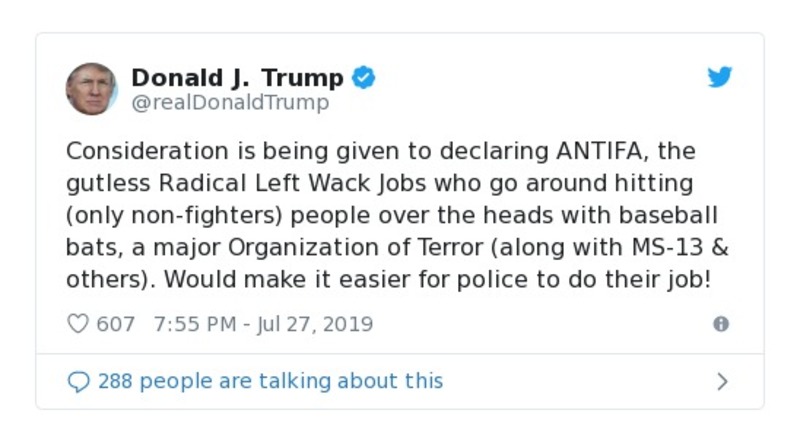 Donald J. Trump
@realDonaldTrump
Consideration is being given to declaring ANTIFA, the
gutless Radical Left Wack Jobs who go around hitting
(only non-fighters) people over the heads with baseball
bats, a major Organization of Terror (along with MS-13 &
others). Would make it easier for police to do their job!
607 7:55 PM - Jul 27, 2019
288 people are talking about this